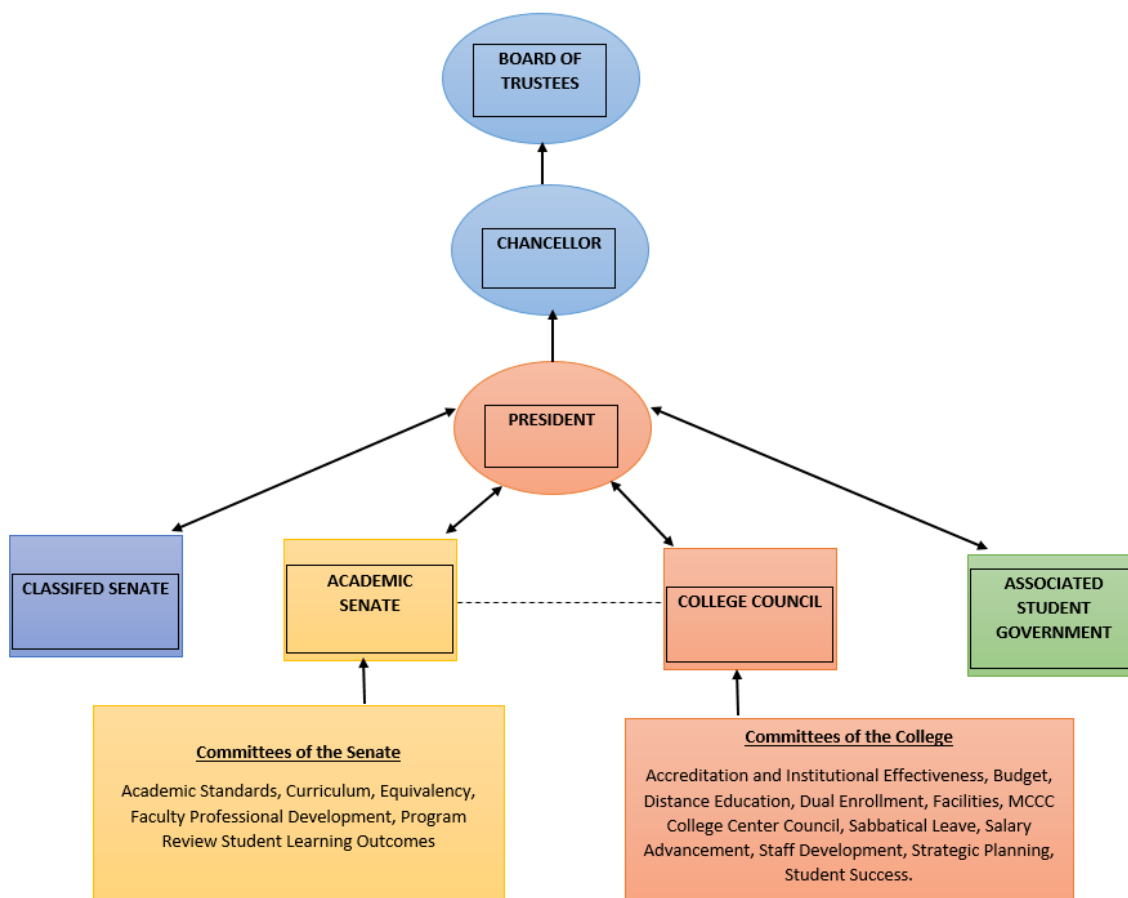 BOARD OF
TRUSTEES
CHANCELLOR
PRESIDENT
CLASSIFED SENATE
ACADEMIC
SENATE
COLLEGE COUNCIL
ASSOCIATED
STUDENT
GOVERNMENT
Committees of the Senate
Academic Standards, Curriculum, Equivalency,
Faculty Professional Development, Program
Review Student Learning Outcomes
Committees of the College
Accreditation and Institutional Effectiveness, Budget,
Distance Education, Dual Enrollment, Facilities, MCCC
College Center Council, Sabbatical Leave, Salary
Advancement, Staff Development, Strategic Planning,
Student Success.